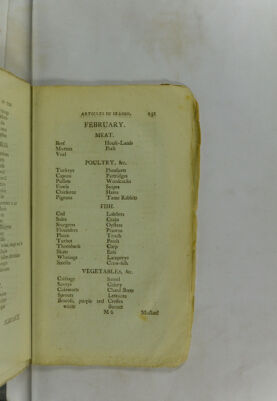 ARTICLES IN SEASON.
FEBRUARY.
MEAT.
Beef House-Lamb
Mutton Pork
Veal
POULTRY, &c.
Turkeys Pheasants
Capons Partridges
Pullets Woodcocks
Fowls Snipes
Chickens Hares
Pigeons Tame Rabbits
FISH.
Cod Lobsters
Soles Crabs
Sturgeon Oysters
Flounders Prawns
Plaice Tench
Turbot Perch
Thornback Carp
Skate Eels
Whitings Lampreys
Smelts Craw-fish
VEGETABLES, &c.
Cabbage Sorrel
Savoys Celery
Coleworts Chard Beets
Sprouts Lettuces
Brocoli, purple and Cresses
white Burnet
M 6 Mustard